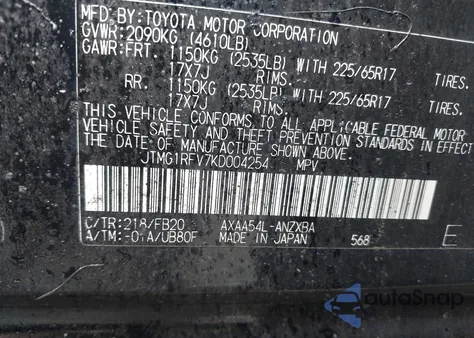 MFD.BY:TOYOTA MOTOR CORPORATION
GVWR:2090KG (4610LB)
GAWR:FRT. 1150KG (2535LB) WITH 225/65R17 TIRES.
17X7J RIMS.
RR. 1150KG (2535LB) WITH 225/65R17 TIRES.
17X7J RIMS.
THIS VEHICLE CONFORMS TO ALL APPLICABLE FEDERAL MOTOR
VEHICLE SAFETY AND THEFT PREVENTION STANDARDS IN EFFECT
THE DATE OF MANUFACTURE SHOWN ABOVE.
JTMG1RFV7KD004254 MPV
C/TR:218/FB20 AXAA54L-ANZXBA
A/TM:-01A/UB80F MADE IN JAPAN 568 E
autoSnap